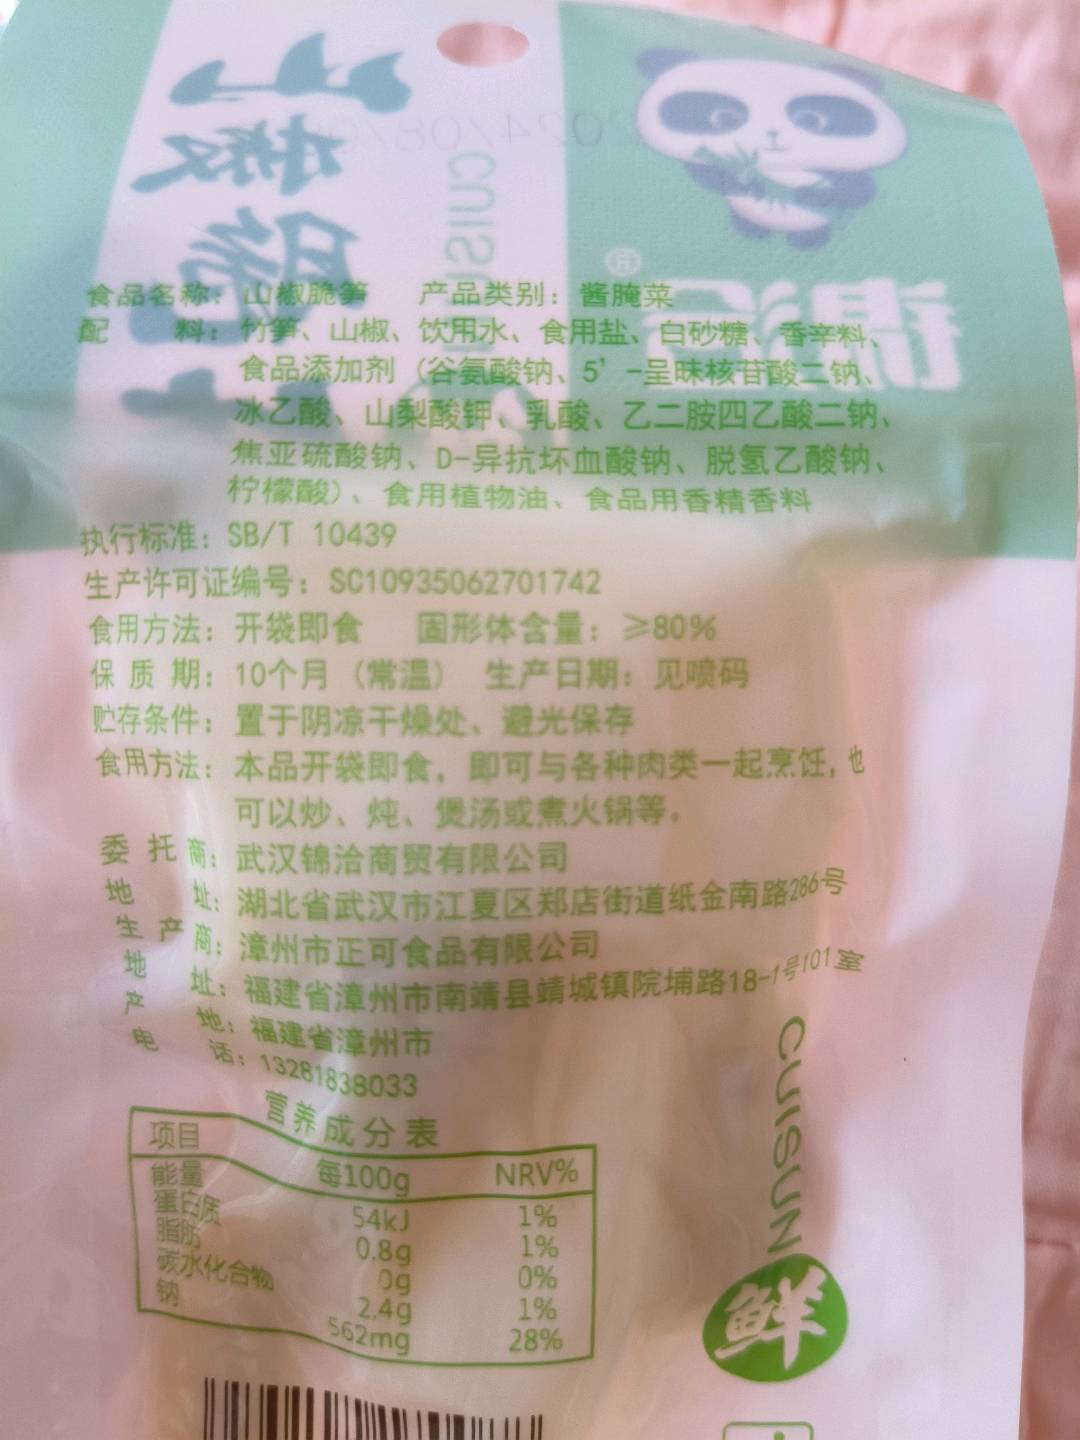 食品名称：山椒脆笋 产品类别：酱腌菜
配 料：竹笋、山椒、饮用水、食用盐、白砂糖、香辛料、
食品添加剂（谷氨酸钠、5’-呈味核苷酸二钠、
冰乙酸、山梨酸钾、乳酸、乙二胺四乙酸二钠、
焦亚硫酸钠、D-异抗坏血酸钠、脱氢乙酸钠、
柠檬酸）、食用植物油、食品用香精香料
执行标准：SB/T 10439
生产许可证编号：SC10935062701742
食用方法：开袋即食 固形体含量：≥80%
保 质 期：10个月（常温） 生产日期：见喷码
贮存条件：置于阴凉干燥处、避光保存
食用方法：本品开袋即食，即可与各种肉类一起烹饪，也
可以炒、炖、煲汤或煮火锅等。
委 托 商：武汉锦洽商贸有限公司
地 址：湖北省武汉市江夏区郑店街道纸金南路286号
生 产 商：漳州市正可食品有限公司
地 址：福建省漳州市南靖县靖城镇院埔路18-1号101室
产 地：福建省漳州市
电 话：13281838033
营养成分表
项目 每100g NRV%
能量 54kJ 1%
蛋白质 0.8g 1%
脂肪 0g 0%
碳水化合物 2.4g 1%
钠 562mg 28%
CUISUN
鲜
山椒脆
CUISUN
®